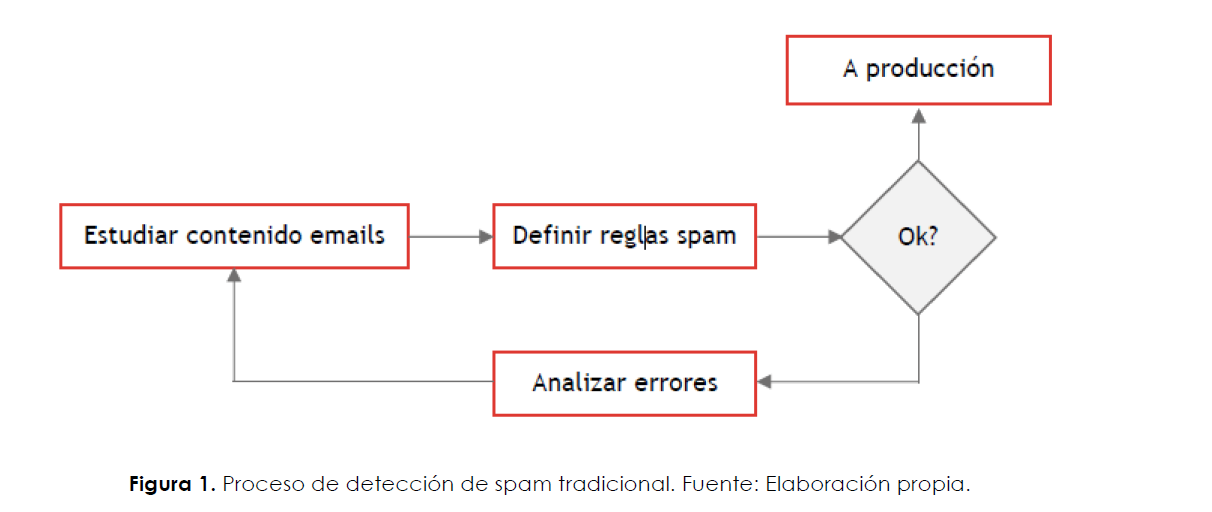 A producción
Estudiar contenido emails
Definir reglas spam
Ok?
Analizar errores
Figura 1. Proceso de detección de spam tradicional. Fuente: Elaboración propia.